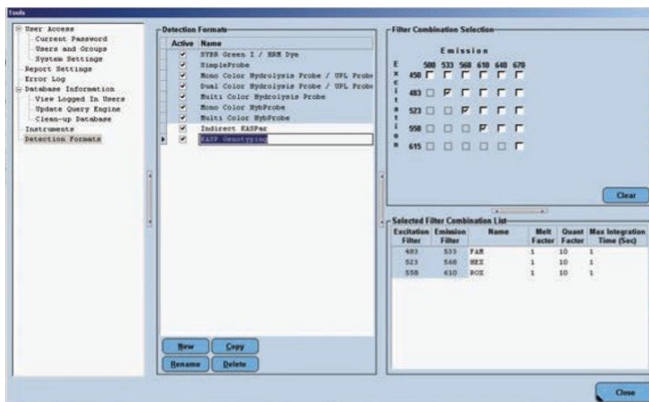 Tools
User Access
Current Password
Users and Groups
System Settings
Report Settings
Error Log
Database Information
View Logged In Users
Update Query Engine
Clean-up Database
Instruments
Detection Formats
Detection Formats
Active Name
SYBR Green I / HRM Dye
SimpleProbe
Mono Color Hydrolysis Probe / UPL Probe
Dual Color Hydrolysis Probe / UPL Probe
Multi Color Hydrolysis Probe
Mono Color HybProbe
Multi Color HybProbe
Indirect KASPar
KASP Genotyping
New Copy
Rename Delete
Filter Combination Selection
Emission
Excitation
500 533 568 610 640 670
450
483
523
558
615
Clear
Selected Filter Combination List
Excitation Filter Emission Filter Name Melt Factor Quant Factor Max Integration Time (Sec)
483 533 FAM 1 10 1
523 568 HEX 1 10 1
558 610 ROX 1 10 1
Close